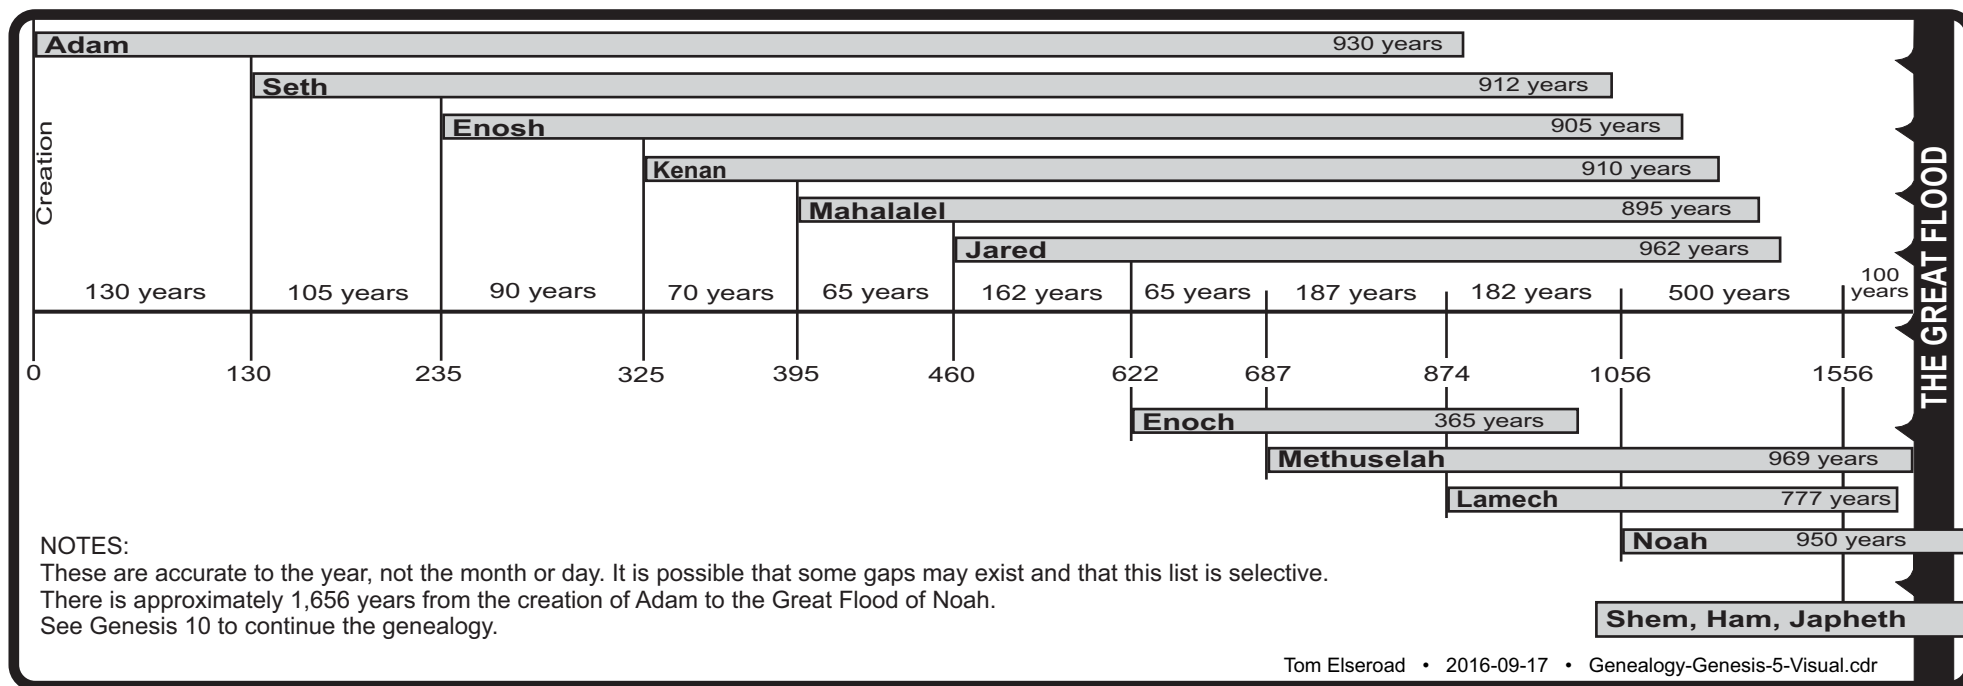 Adam 930 years
Seth 912 years
Enosh 905 years
Kenan 910 years
Mahalalel 895 years
Jared 962 years
Creation
130 years 105 years 90 years 70 years 65 years 162 years 65 years 187 years 182 years 500 years 100 years
0 130 235 325 395 460 622 687 874 1056 1556
THE GREAT FLOOD
Enoch 365 years
Methuselah 969 years
Lamech 777 years
Noah 950 years
Shem, Ham, Japheth
NOTES:
These are accurate to the year, not the month or day. It is possible that some gaps may exist and that this list is selective.
There is approximately 1,656 years from the creation of Adam to the Great Flood of Noah.
See Genesis 10 to continue the genealogy.
Tom Elseroad • 2016-09-17 • Genealogy-Genesis-5-Visual.cdr